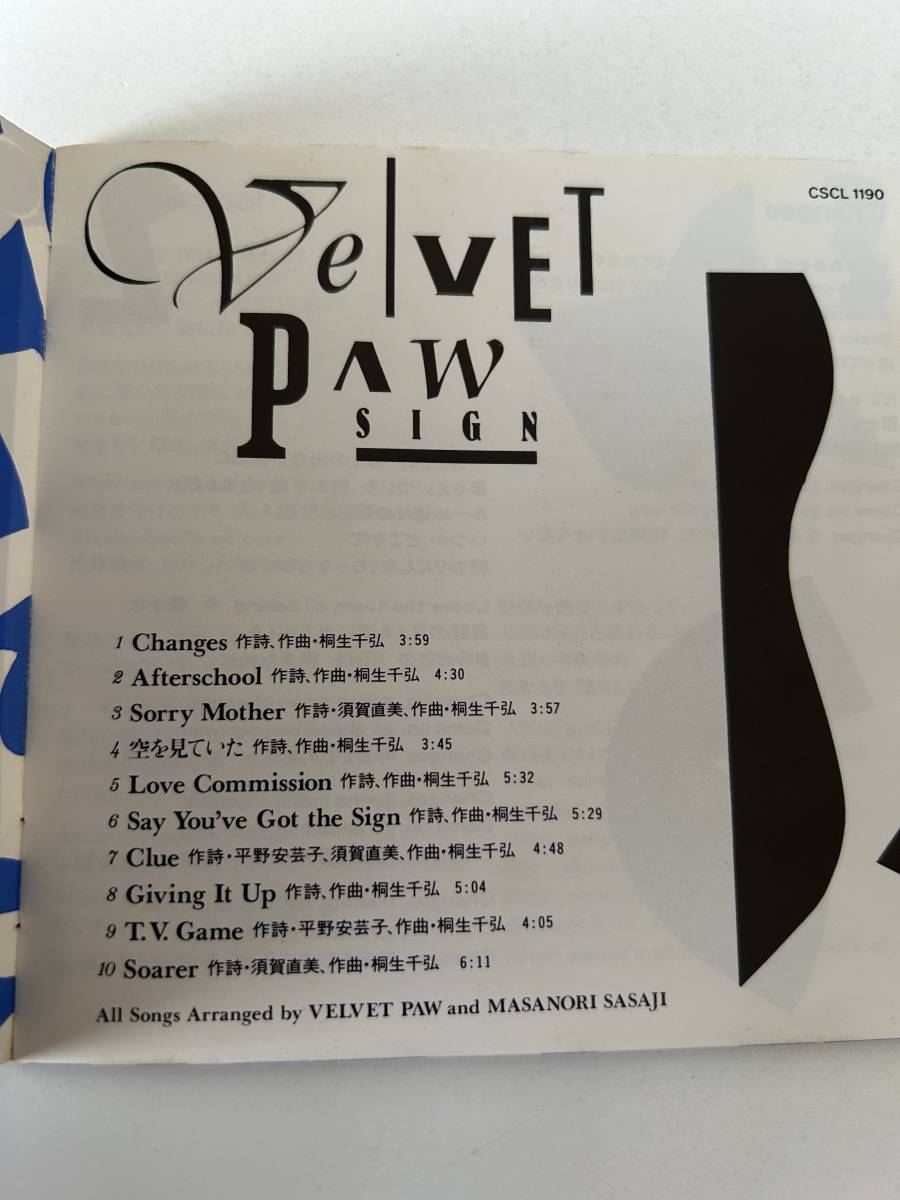 CSCL 1190
Velvet
PAW
SIGN
1 Changes 作詩、作曲・桐生千弘 3:59
2 Afterschool 作詩、作曲・桐生千弘 4:30
3 Sorry Mother 作詩・須賀直美、作曲・桐生千弘 3:57
4 空を見ていた 作詩、作曲・桐生千弘 3:45
5 Love Commission 作詩、作曲・桐生千弘 5:32
6 Say You've Got the Sign 作詩、作曲・桐生千弘 5:29
7 Clue 作詩・平野安芸子、須賀直美、作曲・桐生千弘 4:48
8 Giving It Up 作詩、作曲・桐生千弘 5:04
9 T.V. Game 作詩・平野安芸子、作曲・桐生千弘 4:05
10 Soarer 作詩・須賀直美、作曲・桐生千弘 6:11
All Songs Arranged by VELVET PAW and MASANORI SASAJI